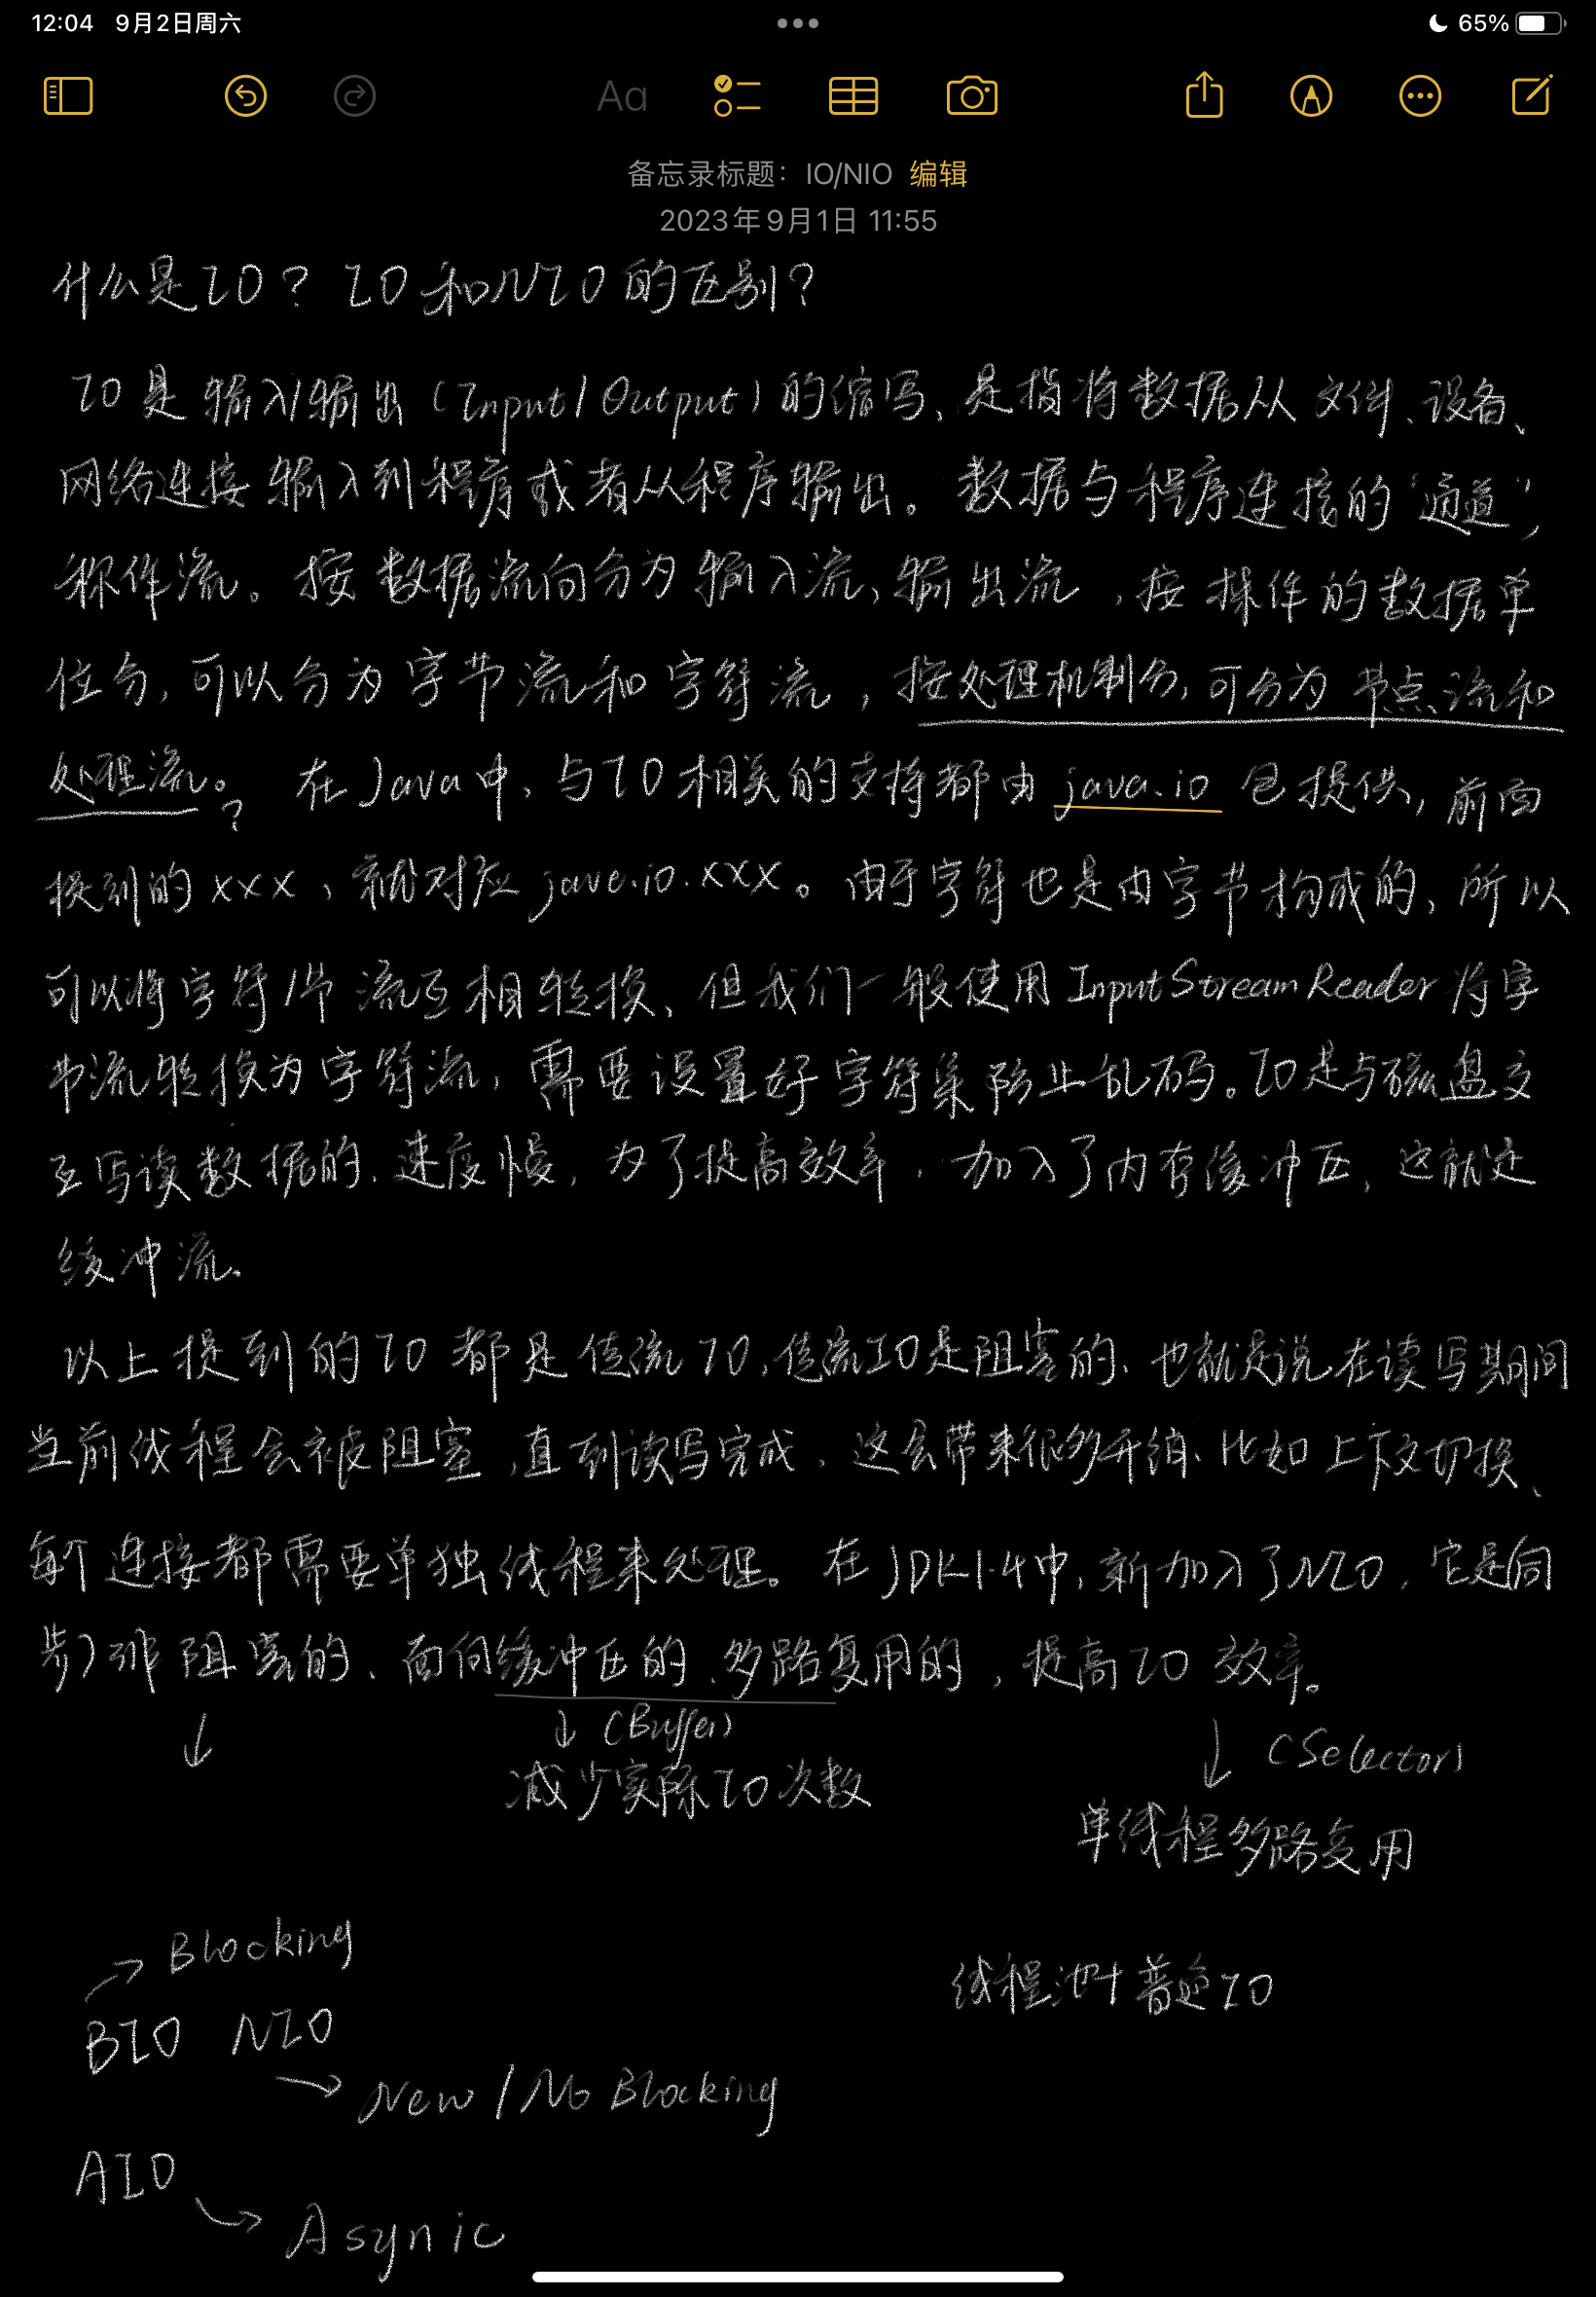 12:04 9月2日周六
65%
Aa
备忘录标题：IO/NIO 编辑
2023年9月1日 11:55
什么是IO？IO和NIO的区别？
IO是输入/输出（Input/Output）的缩写、是指将数据从文件、设备、
网络连接输入到程序或者从程序输出。数据与程序连接的“通道”，
称作流。按数据流向分为输入流、输出流，按操作的数据单
位分，可以分为字节流和字符流，按处理机制分，可分为节点流和
处理流。？在Java中、与IO相关的支持都由java.io包提供，前面
提到的xxx、就对应java.io.xxx。由于字符也是由字节构成的、所以
可以将字符/节流互相转换、但我们一般使用InputStreamReader将字
节流转换为字符流，需要设置好字符集防止乱码。IO是与磁盘交
互写读数据的、速度慢，为了提高效率，加入了内存缓冲区，这就是
缓冲流、
以上提到的IO都是传统IO，传统IO是阻塞的、也就是说在读写期间
当前线程会被阻塞，直到读写完成、这会带来很多开销、比如上下文切换、
每个连接都需要单独线程来处理。在JDK1.4中，新加入了NIO，它是同
步）非阻塞的、面向缓冲区的、多路复用的，提高IO效率。
↓ ↓（Buffer） ↓（Selector）
减少实际IO次数
单线程多路复用
→Blocking
线程池+普通IO
BIO NIO
→New/No Blocking
AIO
→Asynic